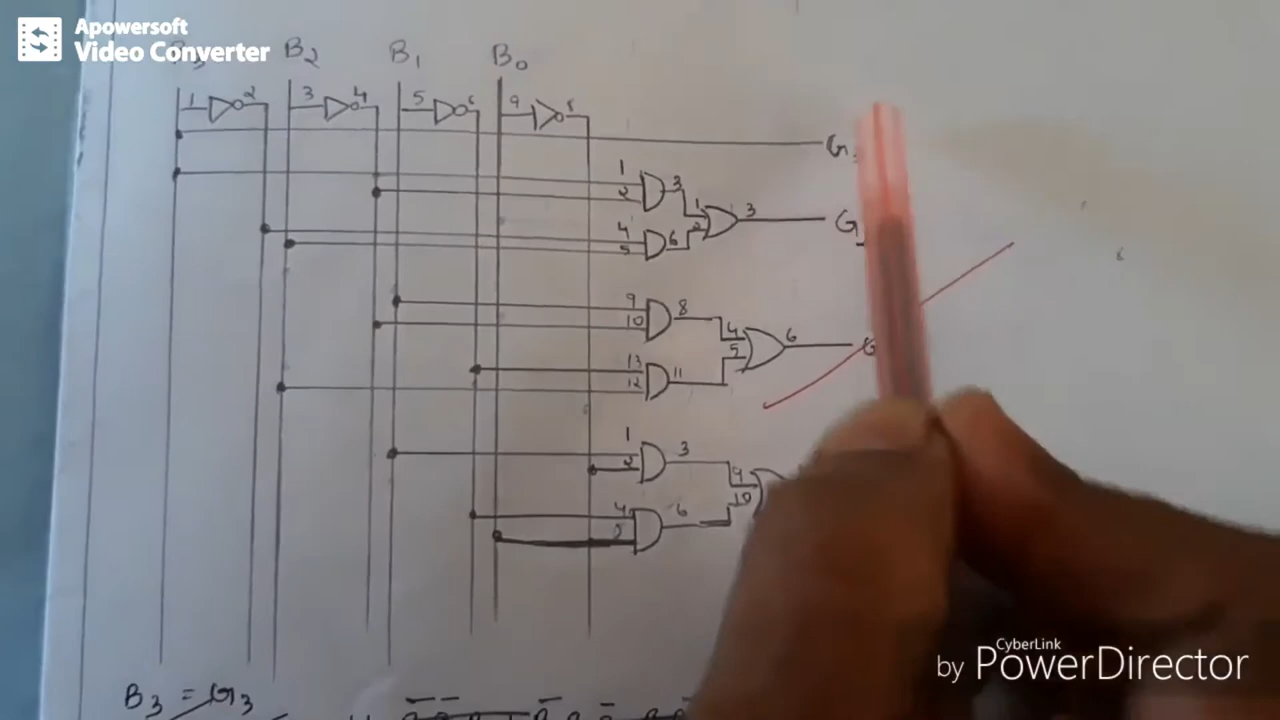 Apowersoft
Video Converter
B₂ B₁ B₀
1 2 3 4 5 6 9 8
G
1
2 3
1
2 3 G
4
5 6
9
10 8
4
5 6 G
13
12 11
1
2 3
9
10
4
6
B₃ = G₃
CyberLink
by PowerDirector